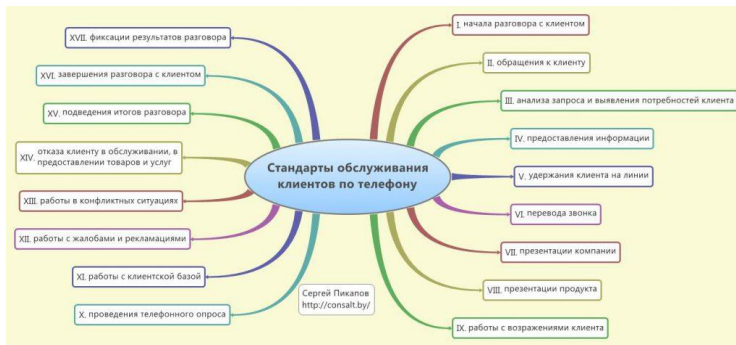 Стандарты обслуживания
клиентов по телефону
I. начала разговора с клиентом
II. обращения к клиенту
III. анализа запроса и выявления потребностей клиента
IV. предоставления информации
V. удержания клиента на линии
VI. перевода звонка
VII. презентации компании
VIII. презентации продукта
IX. работы с возражениями клиента
X. проведения телефонного опроса
XI. работы с клиентской базой
XII. работы с жалобами и рекламациями
XIII. работы в конфликтных ситуациях
XIV. отказа клиенту в обслуживании, в
предоставлении товаров и услуг
XV. подведения итогов разговора
XVI. завершения разговора с клиентом
XVII. фиксации результатов разговора
Сергей Пикапов
http://consalt.by/